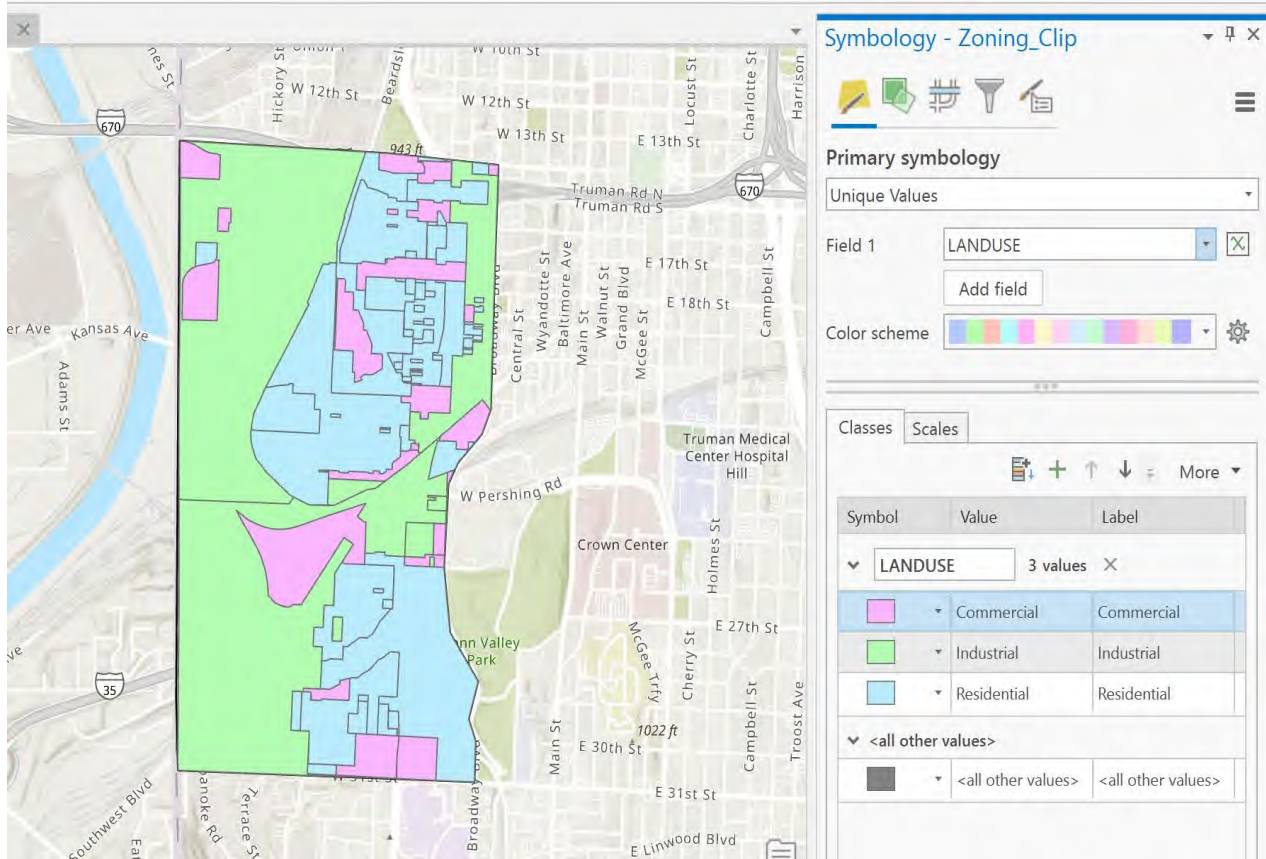 W 10th St
Hickory St
W 12th St
W 12th St
Locust St
Charlotte St
Harrison
670
W 13th St
E 13th St
943 ft
Truman Rd N
Truman Rd S
670
Wyandotte St
Baltimore Ave
Central St
Main St
Walnut St
Grand Blvd
McGee St
E 17th St
E 18th St
Campbell St
Kansas Ave
Adams St
Truman Medical
Center Hospital
Hill
W Pershing Rd
Crown Center
Holmes St
E 27th St
Park
McGee Trfy
Cherry St
35
Campbell St
Troost Ave
1022 ft
Main St
E 30th St
E 31st St
Southwest Blvd
Terrace St
E Linwood Blvd
Symbology - Zoning_Clip
Primary symbology
Unique Values
Field 1
LANDUSE
Add field
Color scheme
Classes
Scales
More
Symbol Value Label
LANDUSE 3 values
Commercial Commercial
Industrial Industrial
Residential Residential
<all other values>
<all other values> <all other values>